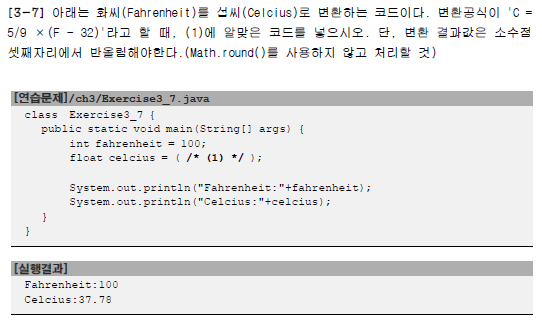 [3-7] 아래는 화씨(Fahrenheit)를 섭씨(Celcius)로 변환하는 코드이다. 변환공식이 'C =
5/9 ×(F - 32)'라고 할 때, (1)에 알맞은 코드를 넣으시오. 단, 변환 결과값은 소수점
셋째자리에서 반올림해야한다.(Math.round()를 사용하지 않고 처리할 것)
[연습문제]/ch3/Exercise3_7.java
class Exercise3_7 {
public static void main(String[] args) {
int fahrenheit = 100;
float celcius = ( /* (1) */ );
System.out.println("Fahrenheit:"+fahrenheit);
System.out.println("Celcius:"+celcius);
}
}
[실행결과]
Fahrenheit:100
Celcius:37.78